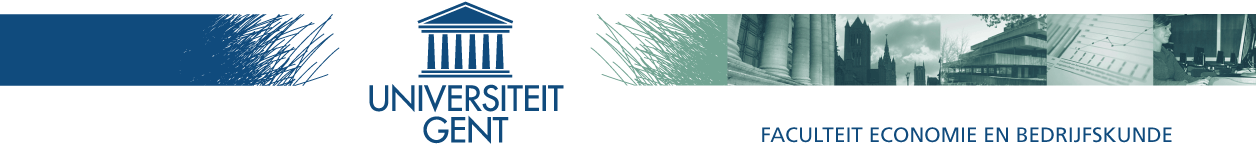 UNIVERSITEIT
GENT
FACULTEIT ECONOMIE EN BEDRIJFSKUNDE